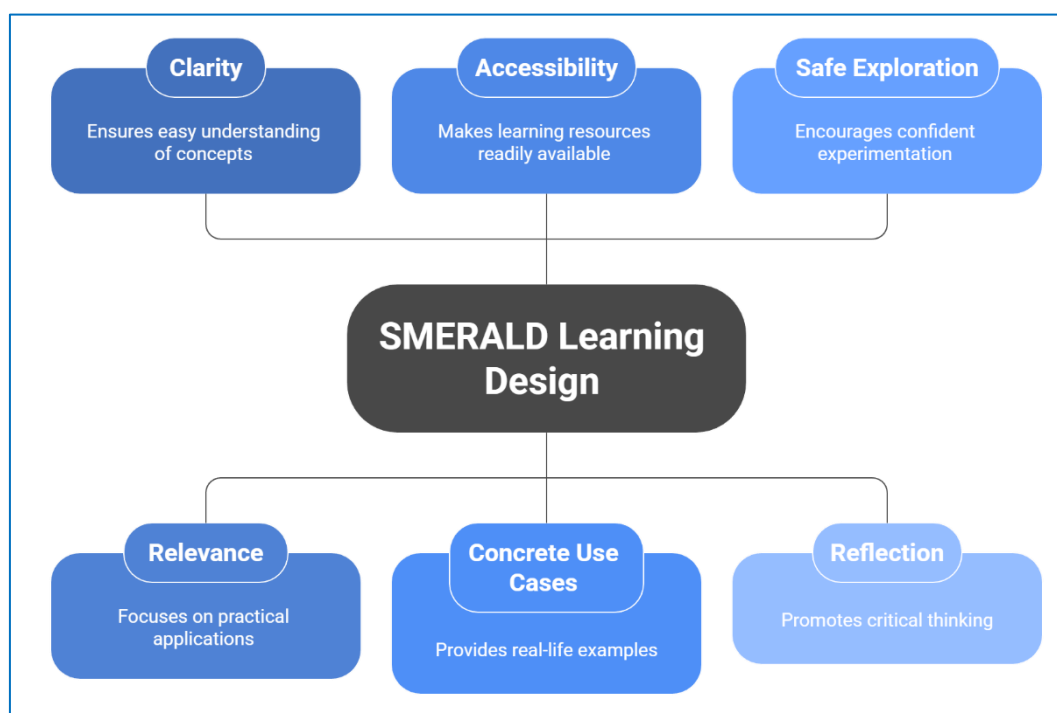 Clarity
Ensures easy understanding
of concepts
Accessibility
Makes learning resources
readily available
Safe Exploration
Encourages confident
experimentation
SMERALD Learning
Design
Relevance
Focuses on practical
applications
Concrete Use
Cases
Provides real-life examples
Reflection
Promotes critical thinking